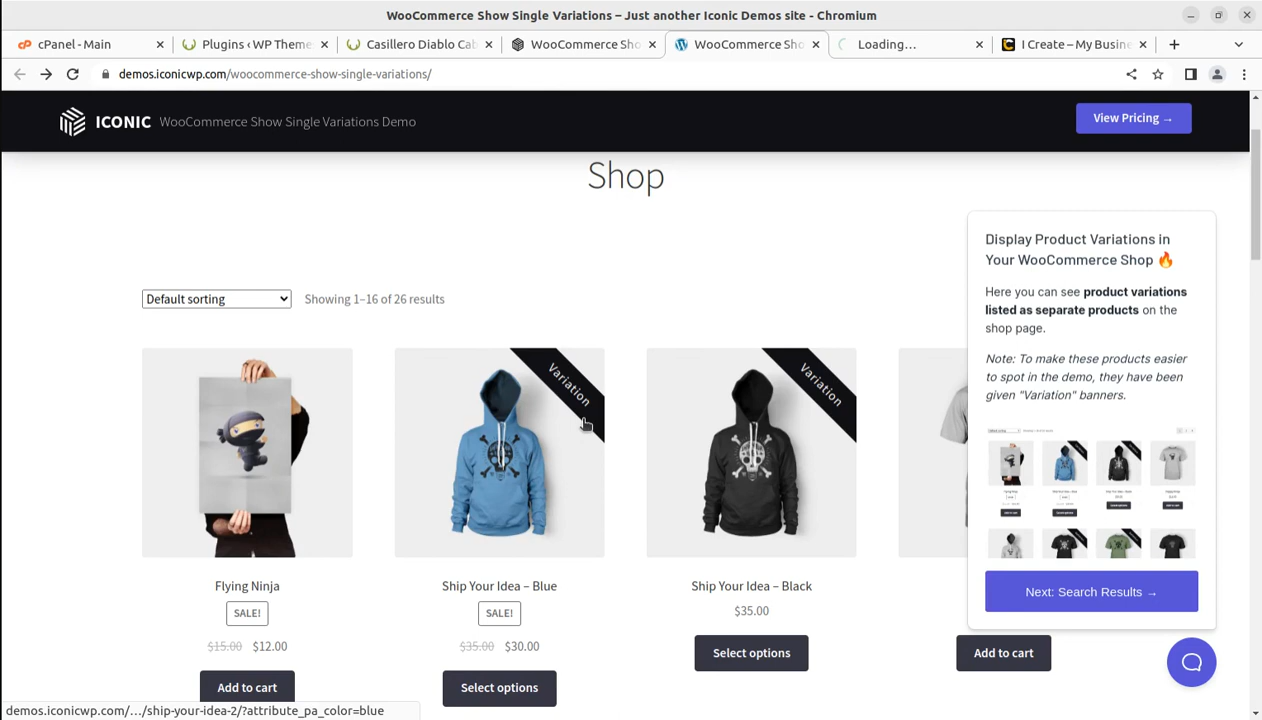 WooCommerce Show Single Variations – Just another Iconic Demos site - Chromium
cPanel - Main
Plugins ‹ WP Theme
Casillero Diablo Cab
WooCommerce Sho
WooCommerce Sho
Loading…
I Create – My Busine
demos.iconicwp.com/woocommerce-show-single-variations/
ICONIC WooCommerce Show Single Variations Demo
View Pricing →
Shop
Default sorting
Showing 1–16 of 26 results
Variation
Variation
Flying Ninja
SALE!
$15.00 $12.00
Add to cart
Ship Your Idea – Blue
SALE!
$35.00 $30.00
Select options
Ship Your Idea – Black
$35.00
Select options
Add to cart
Display Product Variations in
Your WooCommerce Shop 🔥
Here you can see product variations
listed as separate products on the
shop page.
Note: To make these products easier
to spot in the demo, they have been
given "Variation" banners.
Next: Search Results →
demos.iconicwp.com/…/ship-your-idea-2/?attribute_pa_color=blue